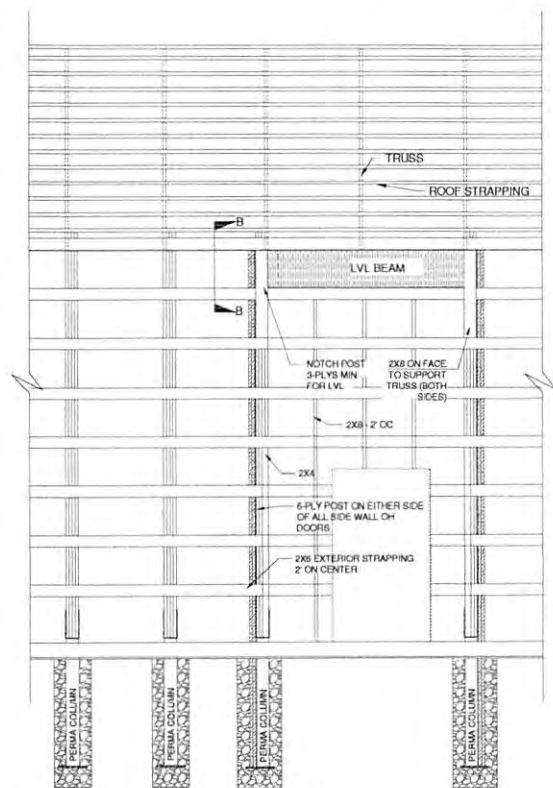 TRUSS
ROOF STRAPPING
B
LVL BEAM
B
NOTCH POST
3-PLYS MIN
FOR LVL
2X8 ON FACE
TO SUPPORT
TRUSS (BOTH
SIDES)
2X8 - 2' OC
2X4
6-PLY POST ON EITHER SIDE
OF ALL SIDE WALL OH
DOORS
2X6 EXTERIOR STRAPPING
2' ON CENTER
PERMA COLUMN
PERMA COLUMN
PERMA COLUMN
PERMA COLUMN